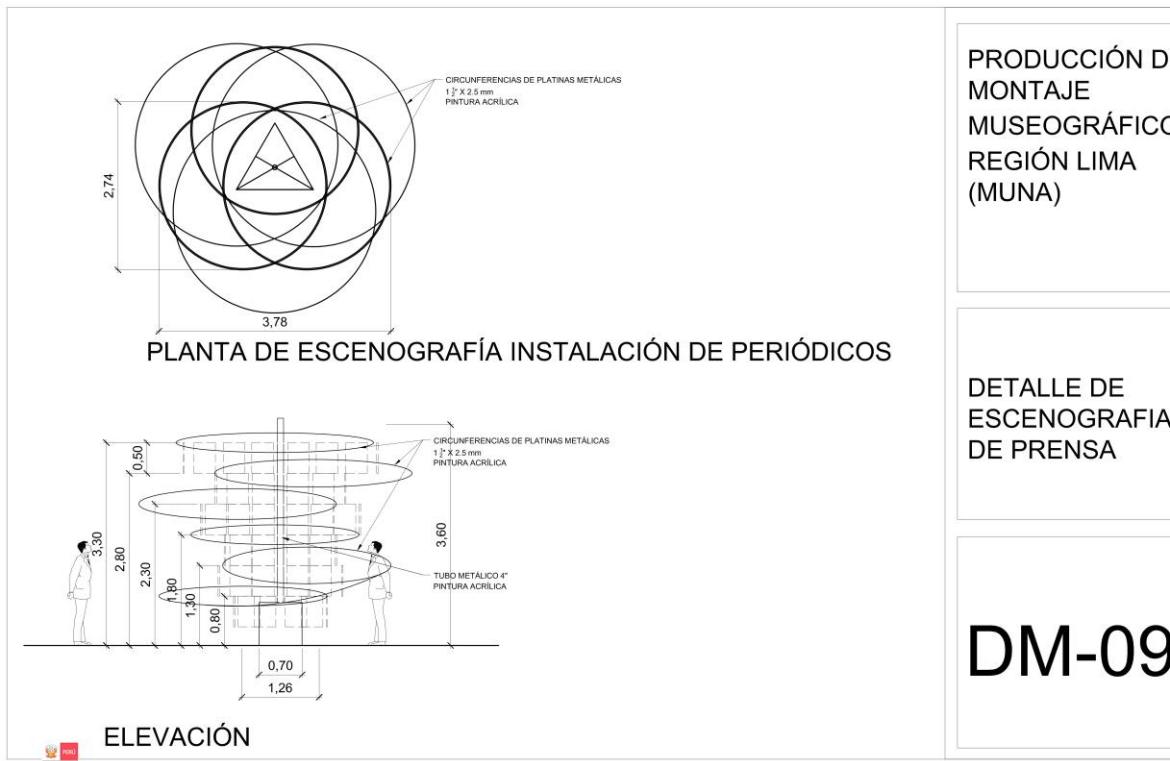 CIRCUNFERENCIAS DE PLATINAS METÁLICAS
1 ½" X 2.5 mm
PINTURA ACRÍLICA
2,74
3,78
PLANTA DE ESCENOGRAFÍA INSTALACIÓN DE PERIÓDICOS
CIRCUNFERENCIAS DE PLATINAS METÁLICAS
1 ½" X 2.5 mm
PINTURA ACRÍLICA
0,50
3,30
2,80
2,30
1,80
1,30
0,80
3,60
TUBO METÁLICO 4"
PINTURA ACRÍLICA
0,70
1,26
ELEVACIÓN
PERÚ
PRODUCCIÓN D
MONTAJE
MUSEOGRÁFICO
REGIÓN LIMA
(MUNA)
DETALLE DE
ESCENOGRAFIA
DE PRENSA
DM-09